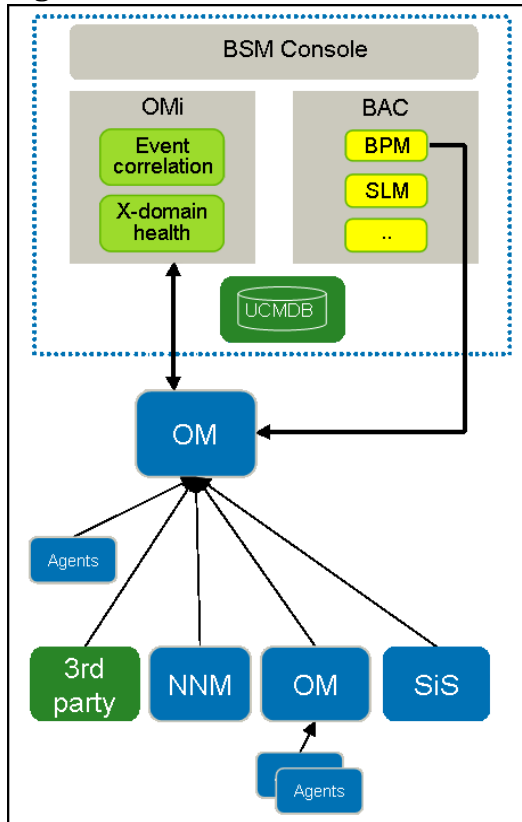 BSM Console
OMi
BAC
Event
correlation
X-domain
health
BPM
SLM
..
UCMDB
OM
Agents
3rd
party
NNM
OM
SiS
Agents